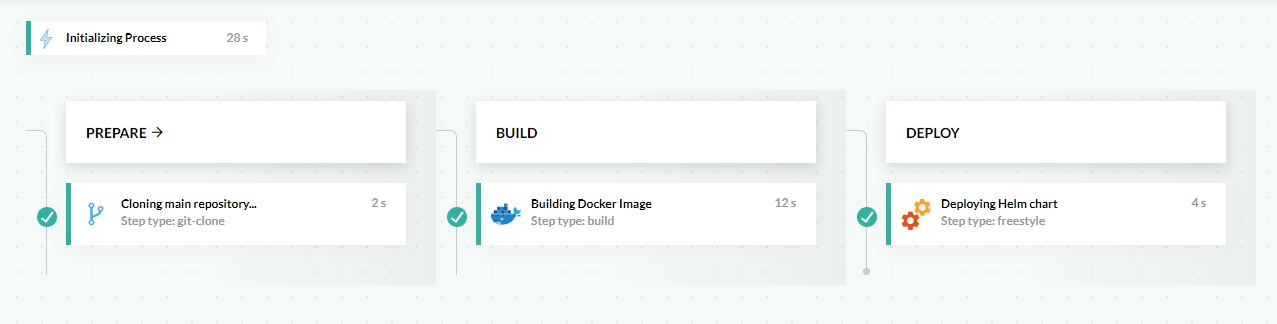 Initializing Process 28 s
PREPARE →
BUILD
DEPLOY
Cloning main repository... 2 s
Step type: git-clone
Building Docker Image 12 s
Step type: build
Deploying Helm chart 4 s
Step type: freestyle